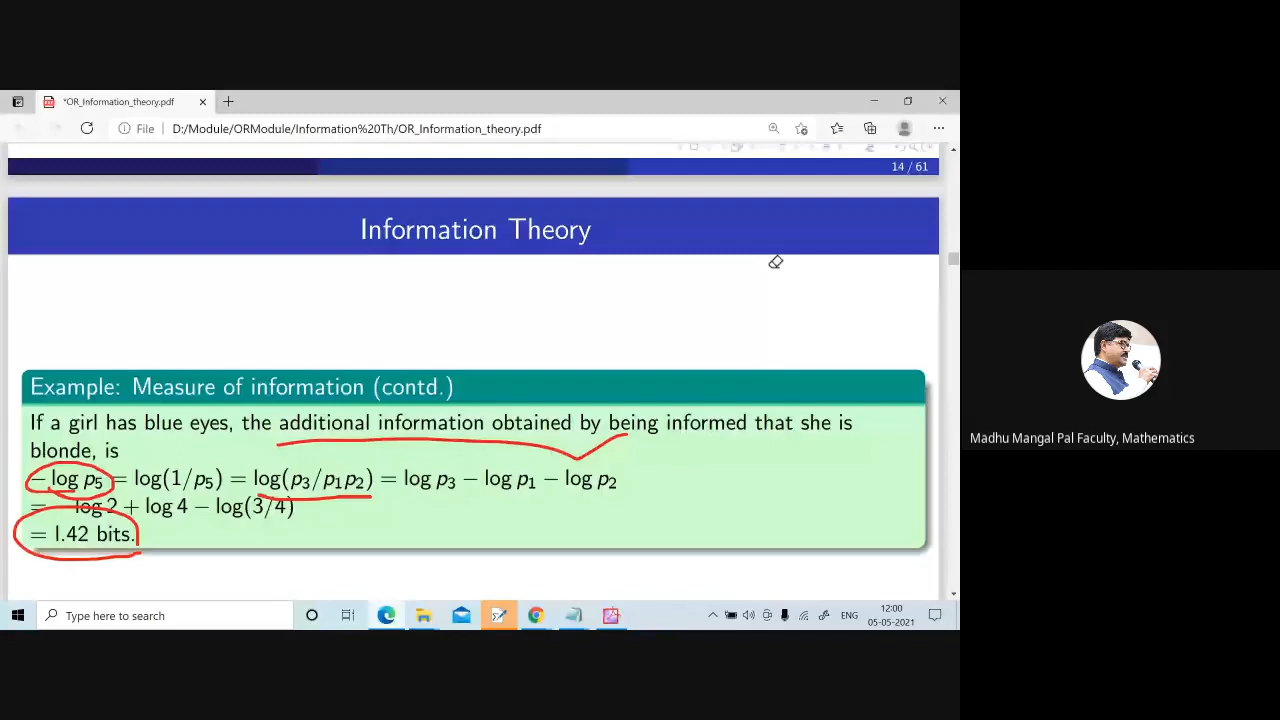 *OR_Information_theory.pdf
File
D:/Module/ORModule/Information%20Th/OR_Information_theory.pdf
14 / 61
Information Theory
Example: Measure of information (contd.)
If a girl has blue eyes, the additional information obtained by being informed that she is
blonde, is
− log p₅ = log(1/p₅) = log(p₃/p₁p₂) = log p₃ − log p₁ − log p₂
= − log 2 + log 4 − log(3/4)
= I.42 bits.
Madhu Mangal Pal Faculty, Mathematics
Type here to search
ENG
12:00
05-05-2021